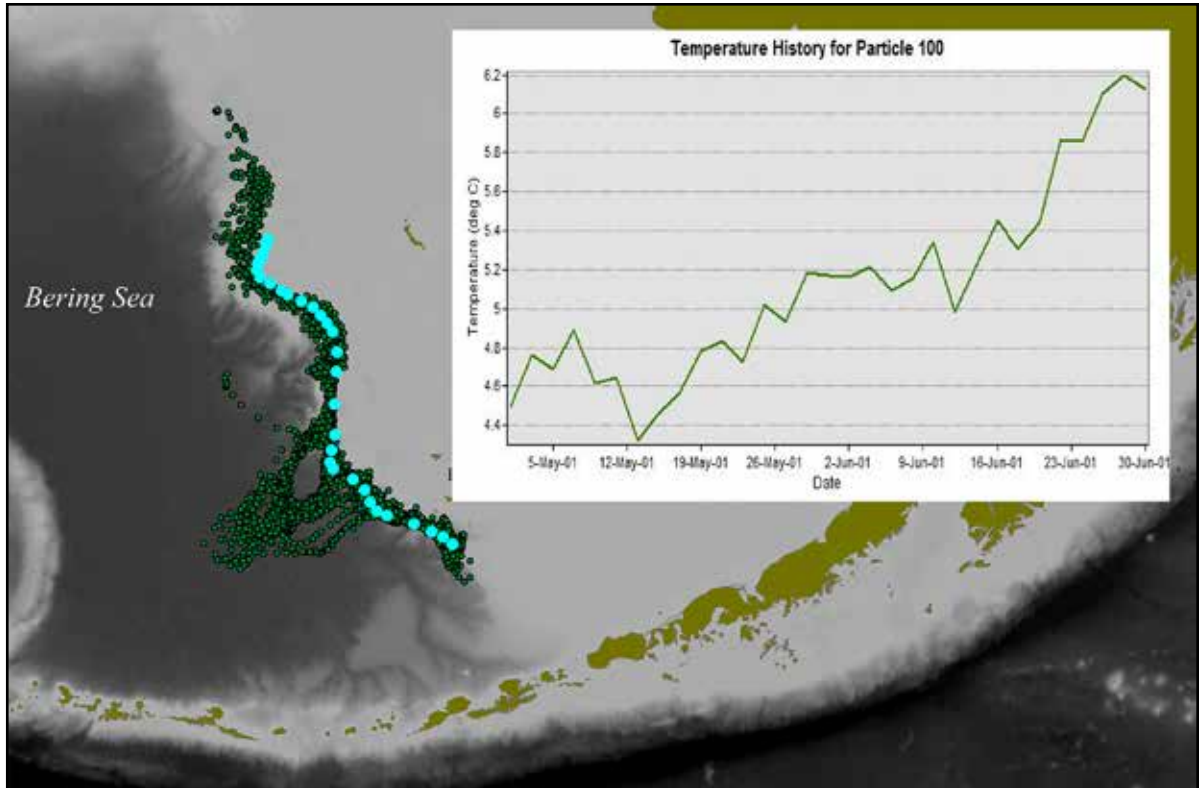 Temperature History for Particle 100
Bering Sea
Temperature (deg C)
6.2
6
5.8
5.6
5.4
5.2
5
4.8
4.6
4.4
5-May-01 12-May-01 19-May-01 26-May-01 2-Jun-01 9-Jun-01 16-Jun-01 23-Jun-01 30-Jun-01
Date